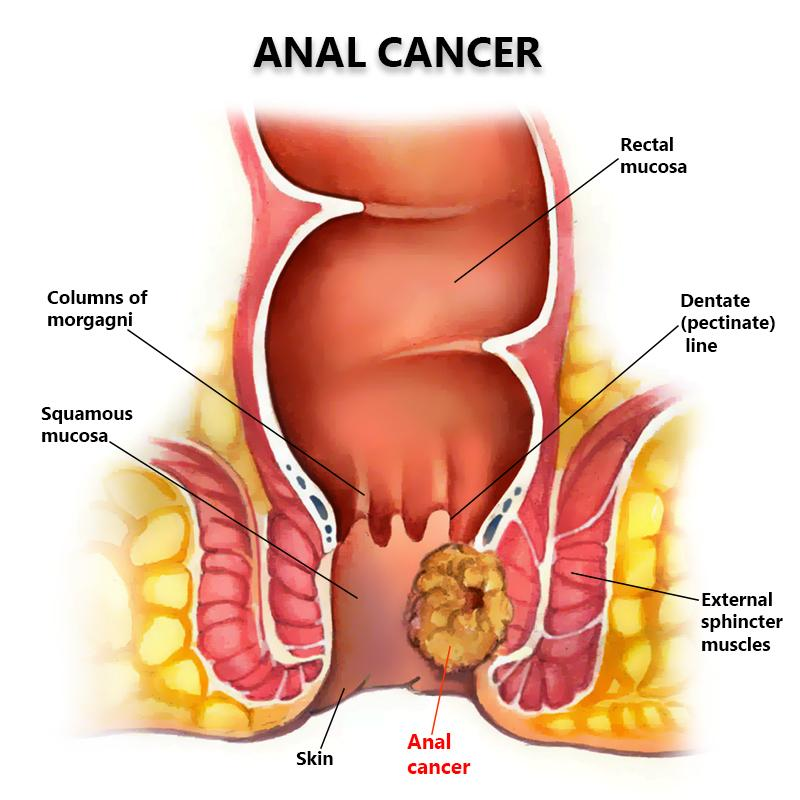 ANAL CANCER
Rectal
mucosa
Columns of
morgagni
Dentate
(pectinate)
line
Squamous
mucosa
External
sphincter
muscles
Anal
cancer
Skin